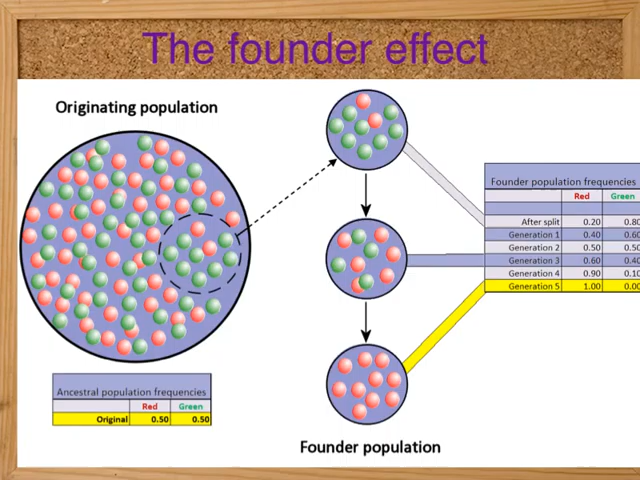 The founder effect
Originating population
Founder population frequencies
Red Green
After split 0.20 0.80
Generation 1 0.40 0.60
Generation 2 0.50 0.50
Generation 3 0.60 0.40
Generation 4 0.90 0.10
Generation 5 1.00 0.00
Ancestral population frequencies
Red Green
Original 0.50 0.50
Founder population